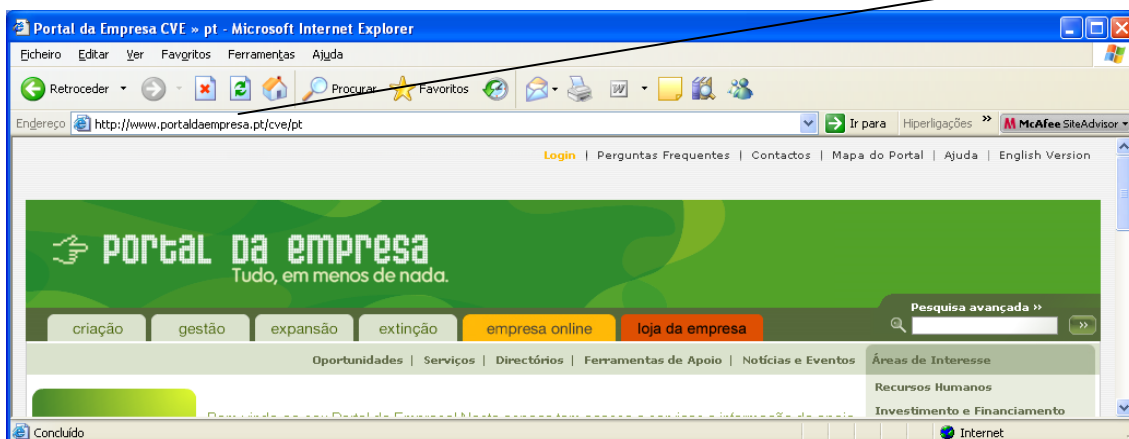 Portal da Empresa CVE » pt - Microsoft Internet Explorer
Ficheiro Editar Ver Favoritos Ferramentas Ajuda
Retroceder Procurar Favoritos
Endereço http://www.portaldaempresa.pt/cve/pt Ir para Hiperligações » McAfee SiteAdvisor
Login | Perguntas Frequentes | Contactos | Mapa do Portal | Ajuda | English Version
Portal da empresa
Tudo, em menos de nada.
Pesquisa avançada »
criação gestão expansão extinção empresa online loja da empresa
Oportunidades | Serviços | Directórios | Ferramentas de Apoio | Notícias e Eventos
Áreas de Interesse
Recursos Humanos
Investimento e Financiamento
Concluído Internet